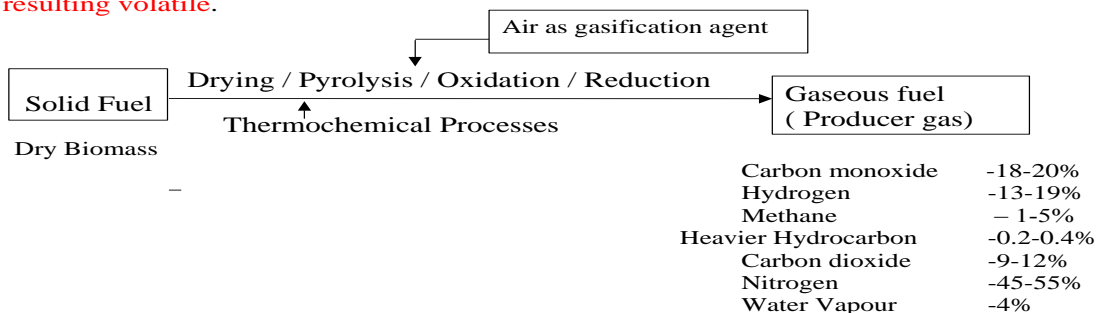 resulting volatile.
Air as gasification agent
Drying / Pyrolysis / Oxidation / Reduction
Solid Fuel
Gaseous fuel
( Producer gas)
Thermochemical Processes
Dry Biomass
–
Carbon monoxide -18-20%
Hydrogen -13-19%
Methane – 1-5%
Heavier Hydrocarbon -0.2-0.4%
Carbon dioxide -9-12%
Nitrogen -45-55%
Water Vapour -4%